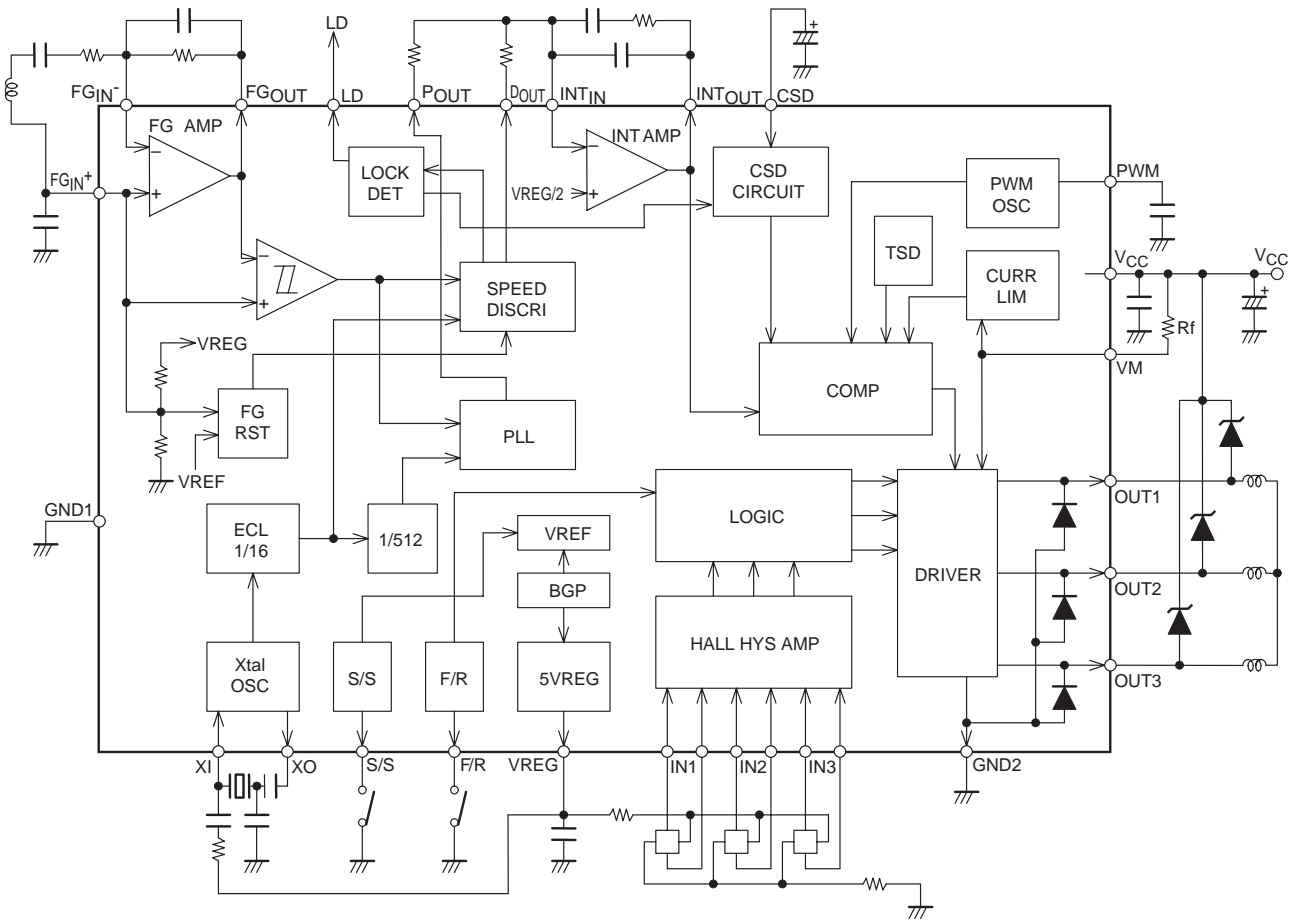 LD
FGIN-
FGOUT
LD
POUT
DOUT
INTIN
INTOUT
CSD
FG AMP
INT AMP
LOCK
DET
CSD
CIRCUIT
PWM
OSC
PWM
FGIN+
VREG/2
TSD
CURR
LIM
VCC
VCC
SPEED
DISCRI
Rf
VREG
VM
COMP
FG
RST
PLL
VREF
GND1
ECL
1/16
1/512
VREF
LOGIC
DRIVER
OUT1
BGP
OUT2
Xtal
OSC
S/S
F/R
5VREG
HALL HYS AMP
OUT3
XI
XO
S/S
F/R
VREG
IN1
IN2
IN3
GND2